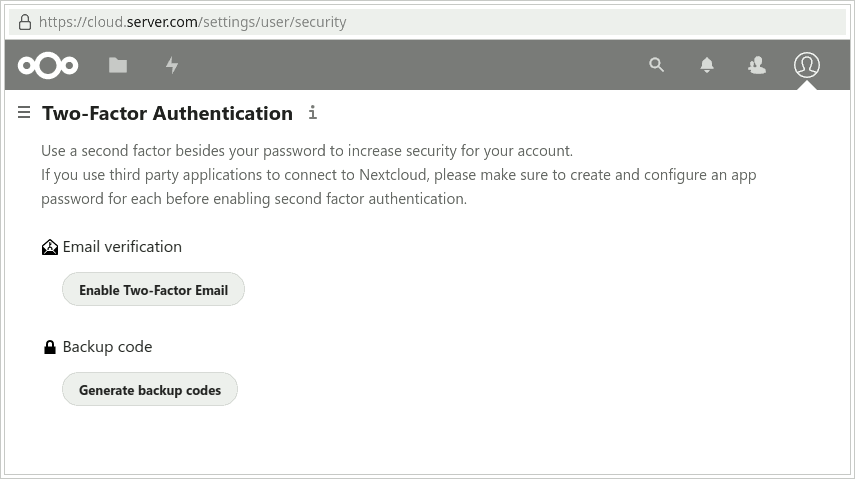 https://cloud.server.com/settings/user/security
Two-Factor Authentication
Use a second factor besides your password to increase security for your account.
If you use third party applications to connect to Nextcloud, please make sure to create and configure an app
password for each before enabling second factor authentication.
Email verification
Enable Two-Factor Email
Backup code
Generate backup codes